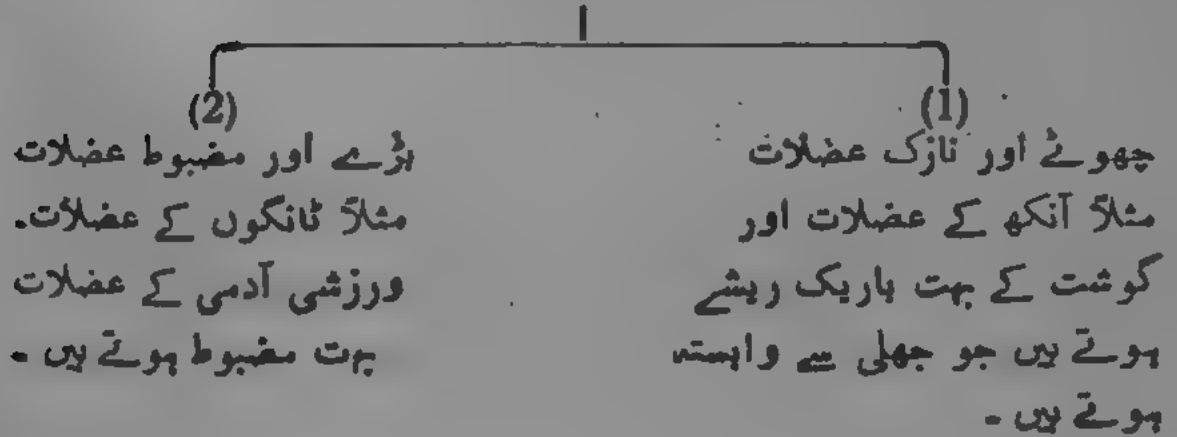 (1)
چھوٹے اور نازک عضلات
مثلاً آنکھ کے عضلات اور
گوشت کے بہت باریک ریشے
ہوتے ہیں جو جھلی سے وابستہ
ہوتے ہیں ۔
(2)
بڑے اور مضبوط عضلات
مثلاً ٹانگوں کے عضلات۔
ورزشی آدمی کے عضلات
بہت مضبوط ہوتے ہیں ۔